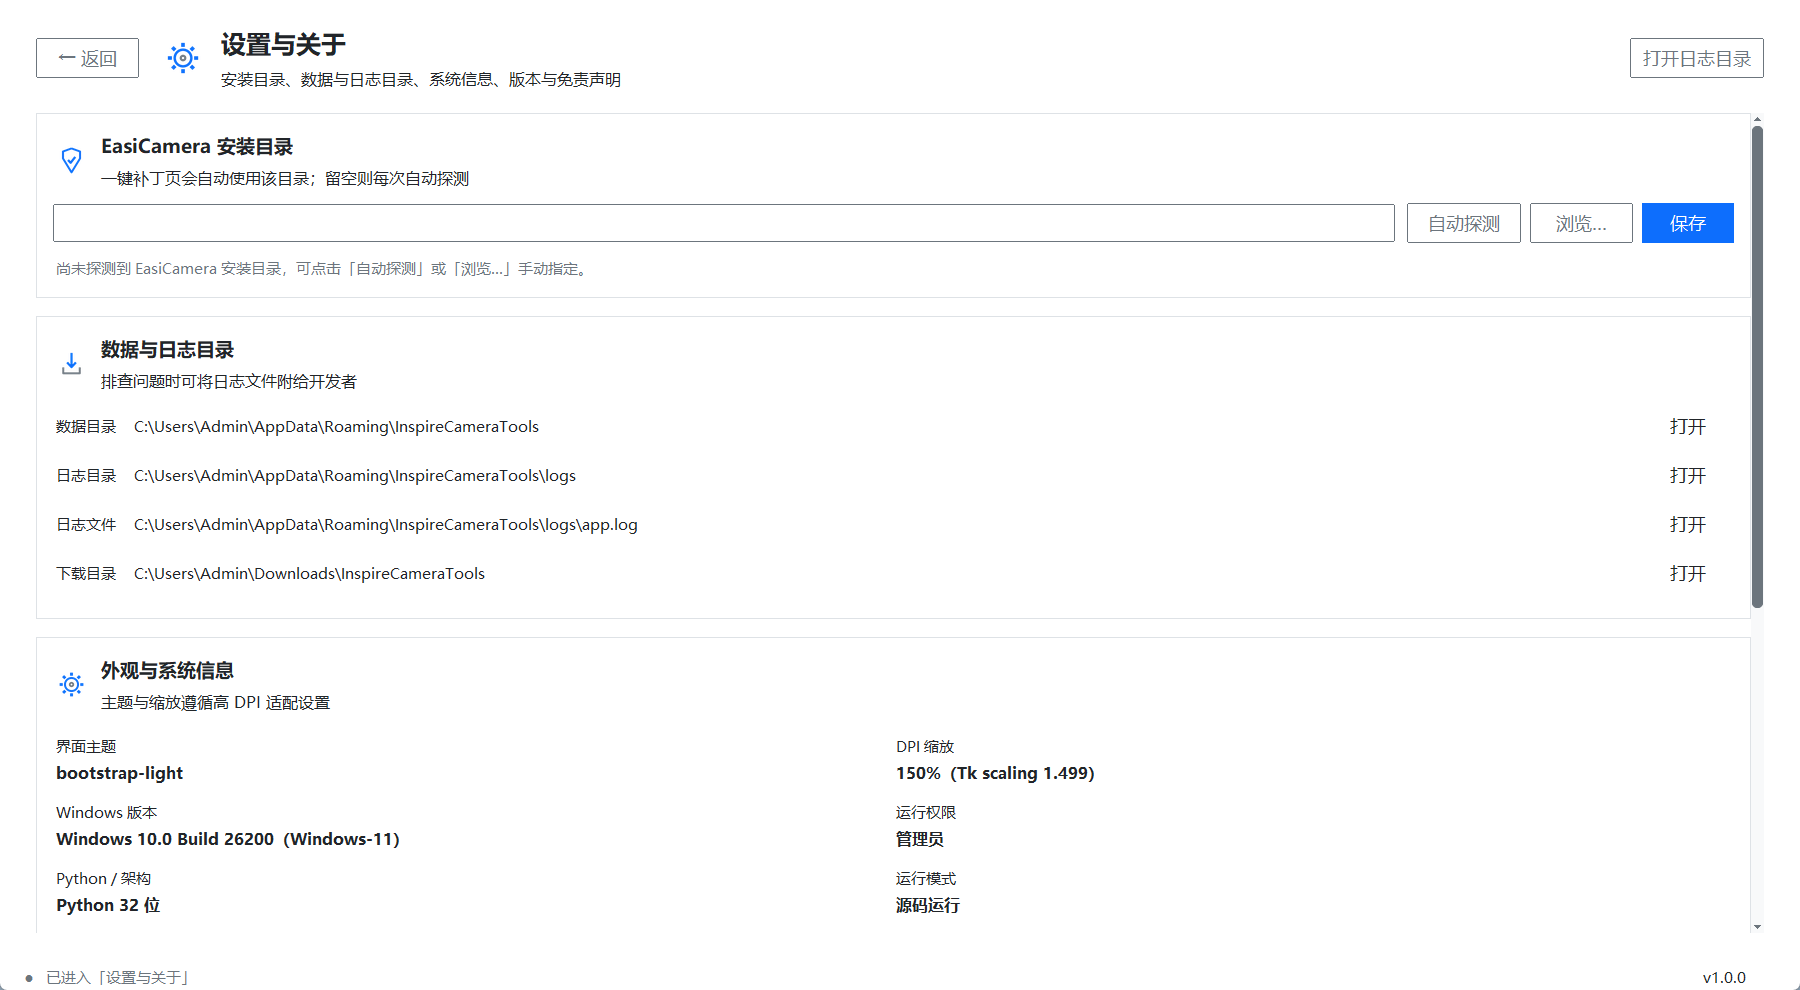 ← 返回
设置与关于
安装目录、数据与日志目录、系统信息、版本与免责声明
打开日志目录
EasiCamera 安装目录
一键补丁页会自动使用该目录；留空则每次自动探测
自动探测
浏览...
保存
尚未探测到 EasiCamera 安装目录，可点击「自动探测」或「浏览...」手动指定。
数据与日志目录
排查问题时可将日志文件附给开发者
数据目录 C:\Users\Admin\AppData\Roaming\InspireCameraTools 打开
日志目录 C:\Users\Admin\AppData\Roaming\InspireCameraTools\logs 打开
日志文件 C:\Users\Admin\AppData\Roaming\InspireCameraTools\logs\app.log 打开
下载目录 C:\Users\Admin\Downloads\InspireCameraTools 打开
外观与系统信息
主题与缩放遵循高 DPI 适配设置
界面主题
bootstrap-light
DPI 缩放
150%（Tk scaling 1.499）
Windows 版本
Windows 10.0 Build 26200（Windows-11）
运行权限
管理员
Python / 架构
Python 32 位
运行模式
源码运行
已进入「设置与关于」
v1.0.0